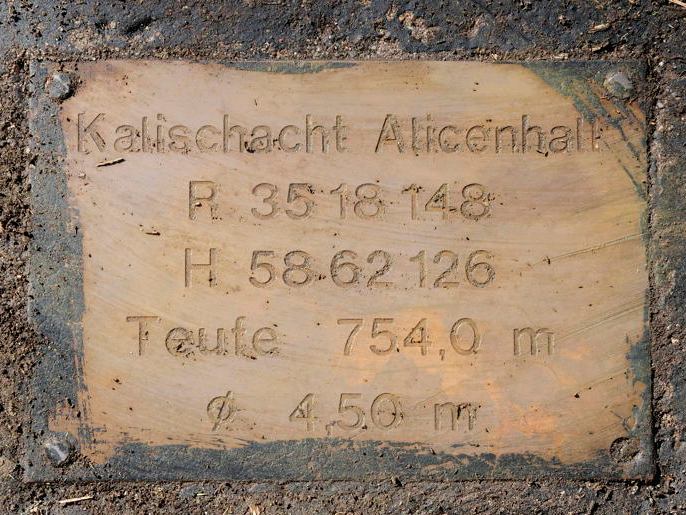 Kalischacht Alicenhall
R 35 18 148
H 58 62 126
Teufe 754,0 m
Ø 4.50 m